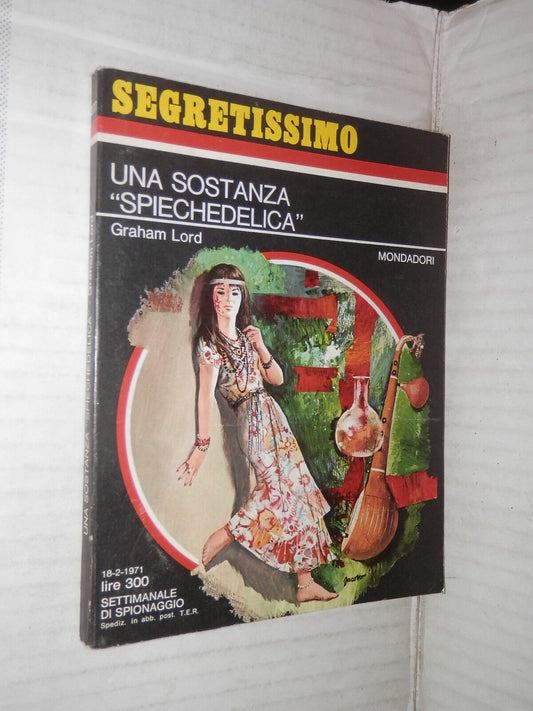 SEGRETISSIMO
UNA SOSTANZA
“SPIECHEDELICA”
Graham Lord
MONDADORI
18-2-1971
lire 300
SETTIMANALE
DI SPIONAGGIO
Spediz. in abb. post. T.E.R.
UNA SOSTANZA "SPIECHEDELICA"